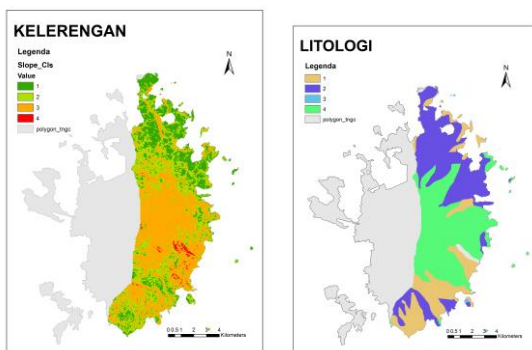 KELERENGAN
Legenda
Slope_Cls
Value
1
2
3
4
polygon_tngc
N
0 0.5 1 2 3 4
Kilometers
LITOLOGI
Legenda
1
2
3
4
polygon_tngc
N
0 0.5 1 2 3 4
Kilometers